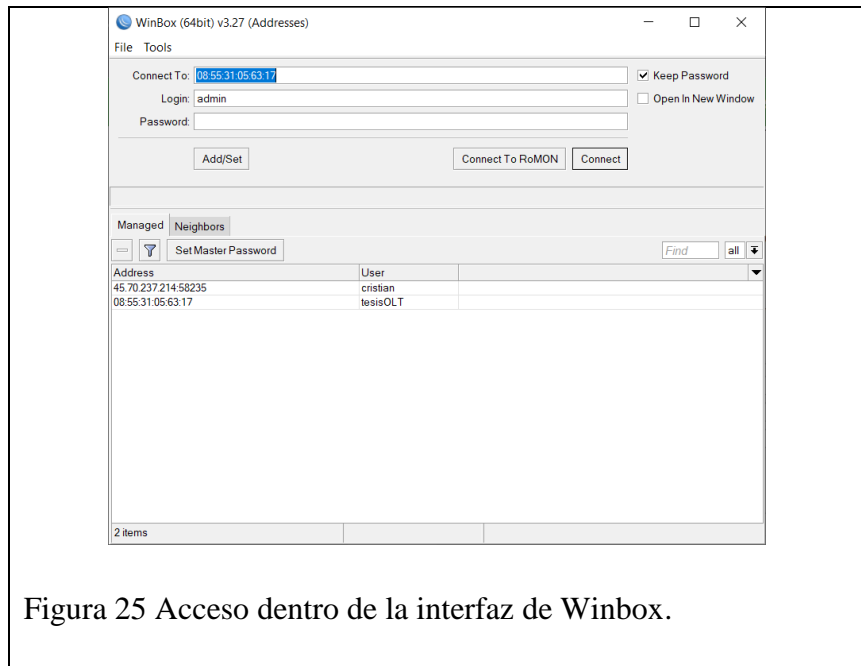 WinBox (64bit) v3.27 (Addresses)
File Tools
Connect To: 08:55:31:05:63:17
Keep Password
Login: admin
Open In New Window
Password:
Add/Set
Connect To RoMON
Connect
Managed
Neighbors
Set Master Password
Find
all
Address User
45.70.237.214:58235 cristian
08:55:31:05:63:17 tesisOLT
2 items
Figura 25 Acceso dentro de la interfaz de Winbox.